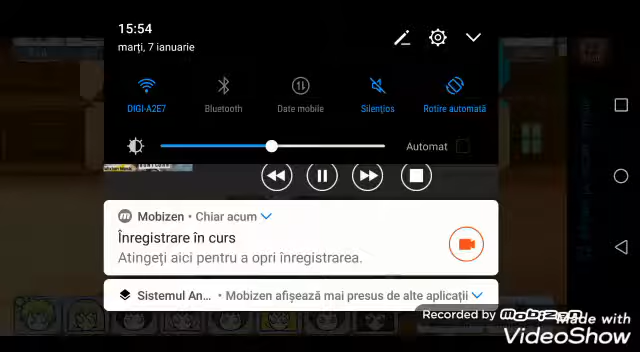 15:54
marți, 7 ianuarie
DIGI-A2E7
Bluetooth
Date mobile
Silențios
Rotire automată
Automat
Mobizen • Chiar acum
Înregistrare în curs
Atingeți aici pentru a opri înregistrarea.
Sistemul An... • Mobizen afișează mai presus de alte aplicații
Recorded by mobizen
Made with
VideoShow